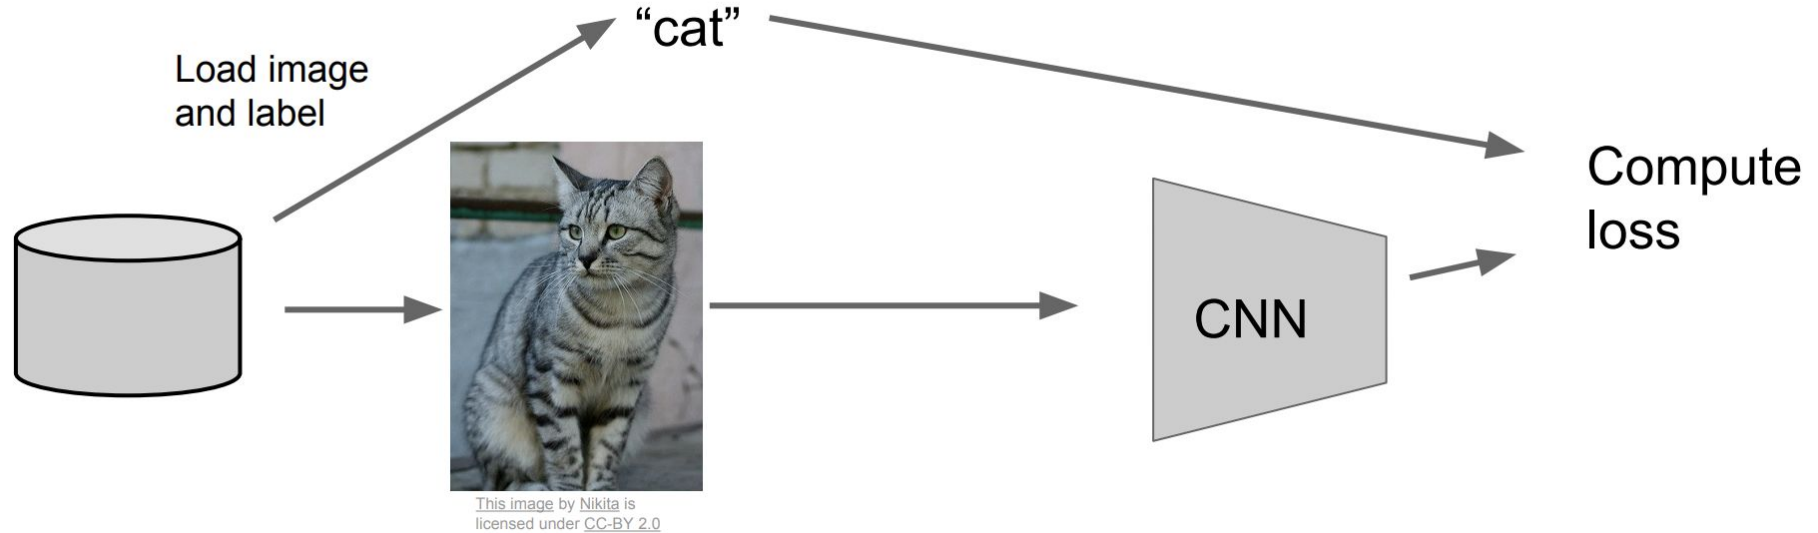 “cat”
Load image
and label
Compute
loss
CNN
This image by Nikita is
licensed under CC-BY 2.0